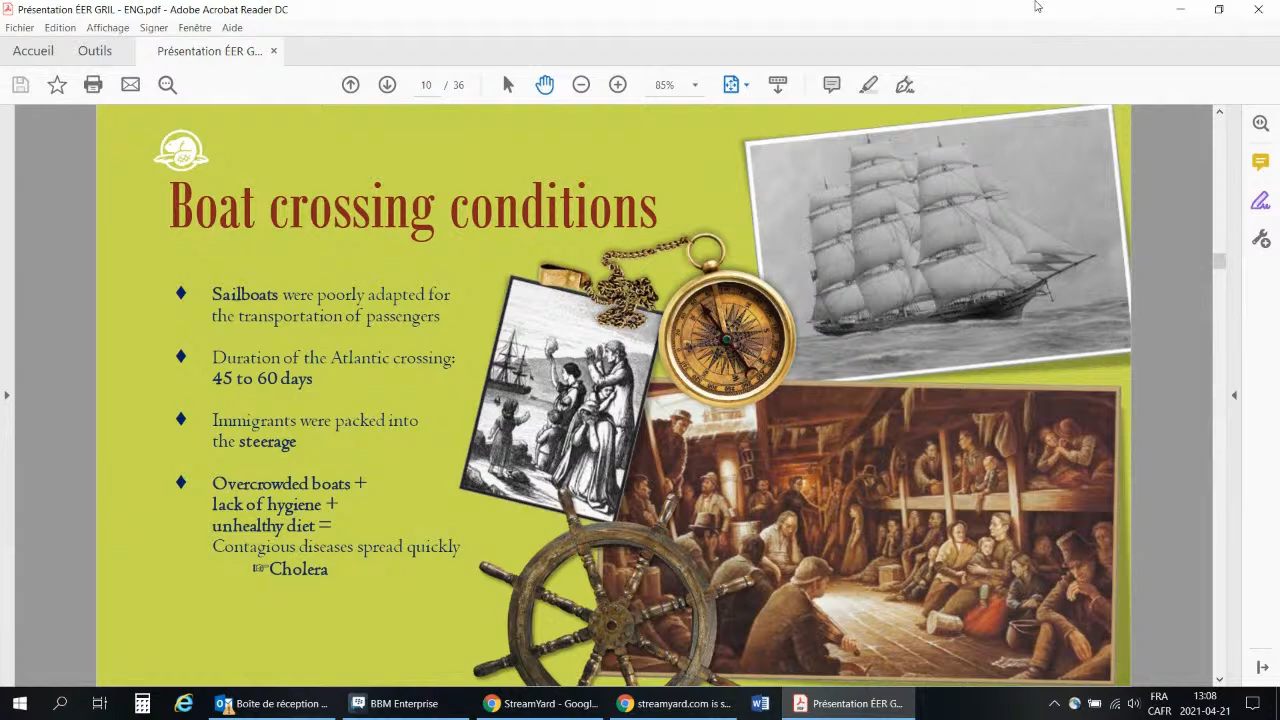 Présentation ÉER GRIL - ENG.pdf - Adobe Acrobat Reader DC
Fichier Edition Affichage Signer Fenêtre Aide
Accueil Outils Présentation ÉER G... ×
10 / 36 85%
Boat crossing conditions
Sailboats were poorly adapted for
the transportation of passengers
Duration of the Atlantic crossing:
45 to 60 days
Immigrants were packed into
the steerage
Overcrowded boats +
lack of hygiene +
unhealthy diet =
Contagious diseases spread quickly
☞Cholera
Boîte de réception ... BBM Enterprise StreamYard - Googl... streamyard.com is s... Présentation ÉER G... FRA 13:08
CAFR 2021-04-21